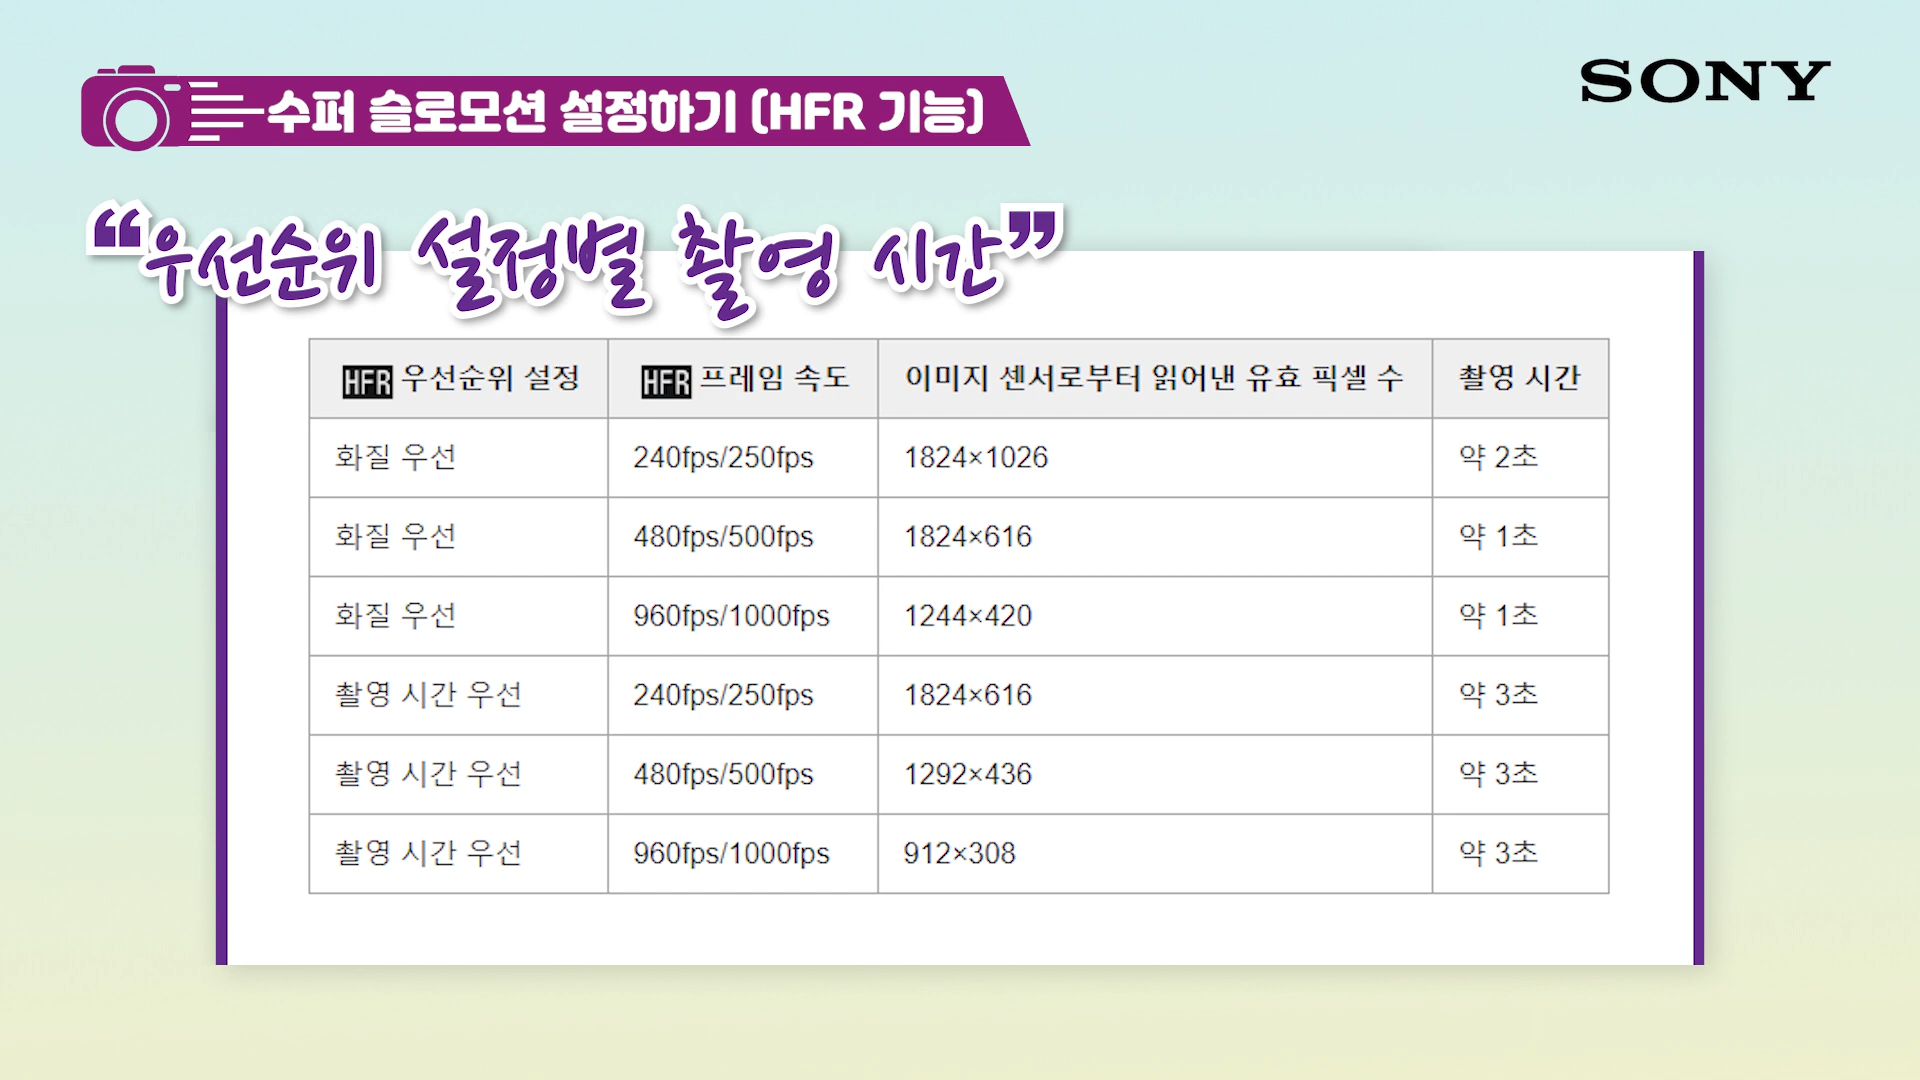 수퍼 슬로모션 설정하기 (HFR 기능)
SONY
“우선순위 설정별 촬영 시간”
HFR 우선순위 설정 HFR 프레임 속도 이미지 센서로부터 읽어낸 유효 픽셀 수 촬영 시간
화질 우선 240fps/250fps 1824×1026 약 2초
화질 우선 480fps/500fps 1824×616 약 1초
화질 우선 960fps/1000fps 1244×420 약 1초
촬영 시간 우선 240fps/250fps 1824×616 약 3초
촬영 시간 우선 480fps/500fps 1292×436 약 3초
촬영 시간 우선 960fps/1000fps 912×308 약 3초